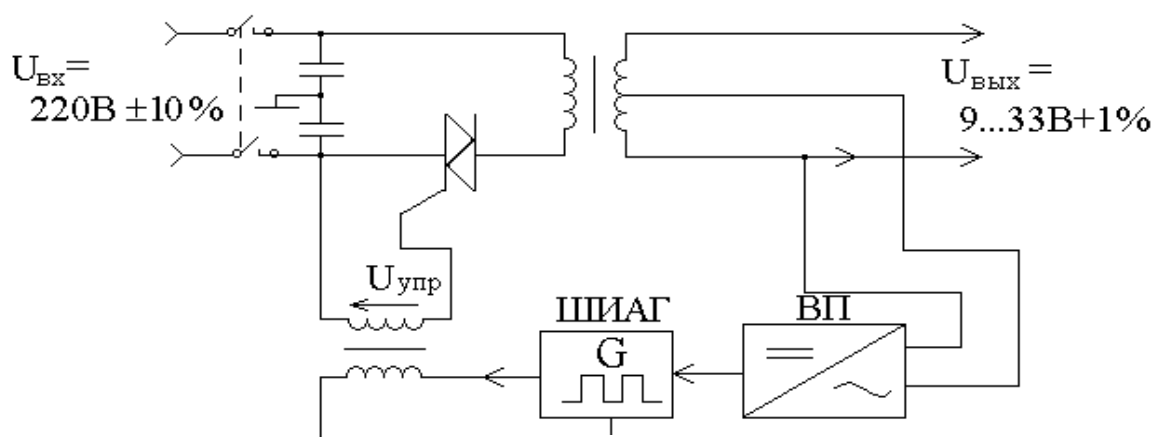 Uвх=
220В ±10%
Uвых =
9...33В+1%
Uупр
ШИАГ
G
ВП